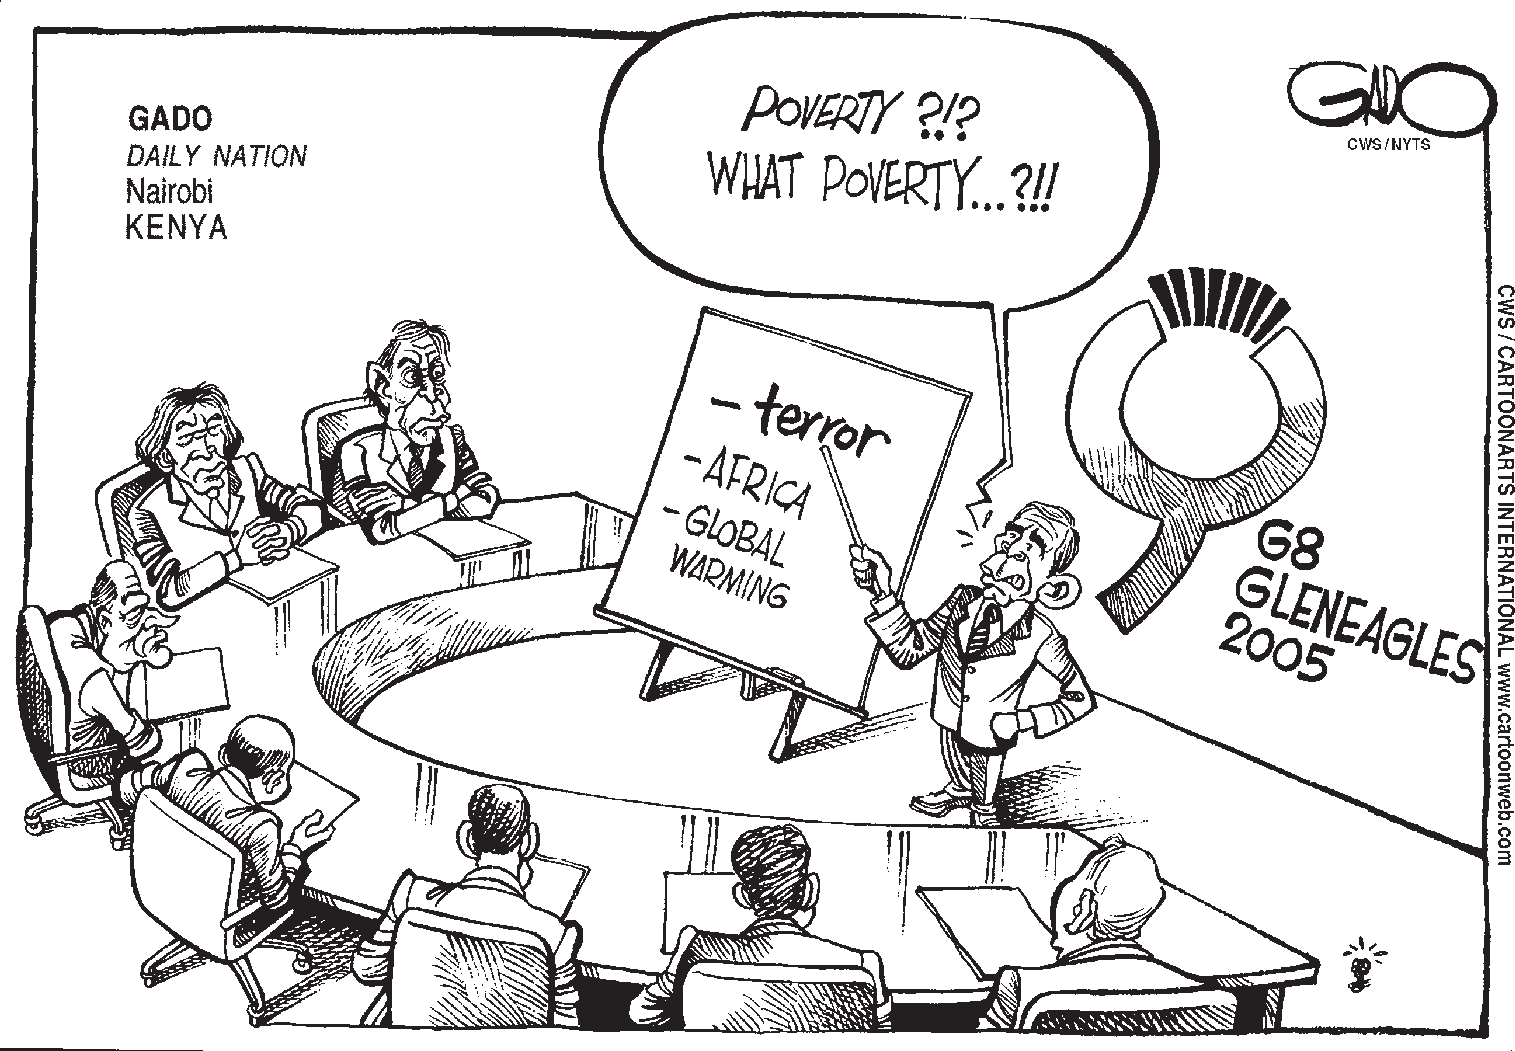 GADO
DAILY NATION
Nairobi
KENYA
POVERTY ?!?
WHAT POVERTY...?!!
GADO
CWS/NYTS
- terror
- AFRICA
- GLOBAL
WARMING
G8
GLENEAGLES
2005
CWS / CARTOONARTS INTERNATIONAL www.cartoonweb.com